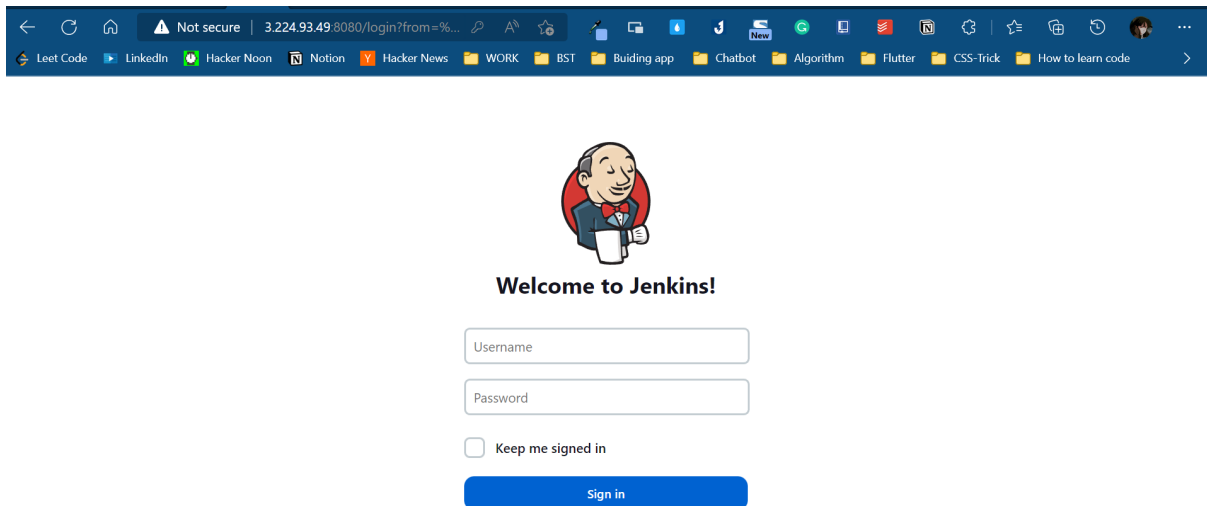 Not secure 3.224.93.49:8080/login?from=%...
New
Leet Code LinkedIn Hacker Noon Notion Hacker News WORK BST Buiding app Chatbot Algorithm Flutter CSS-Trick How to learn code
Welcome to Jenkins!
Username
Password
Keep me signed in
Sign in